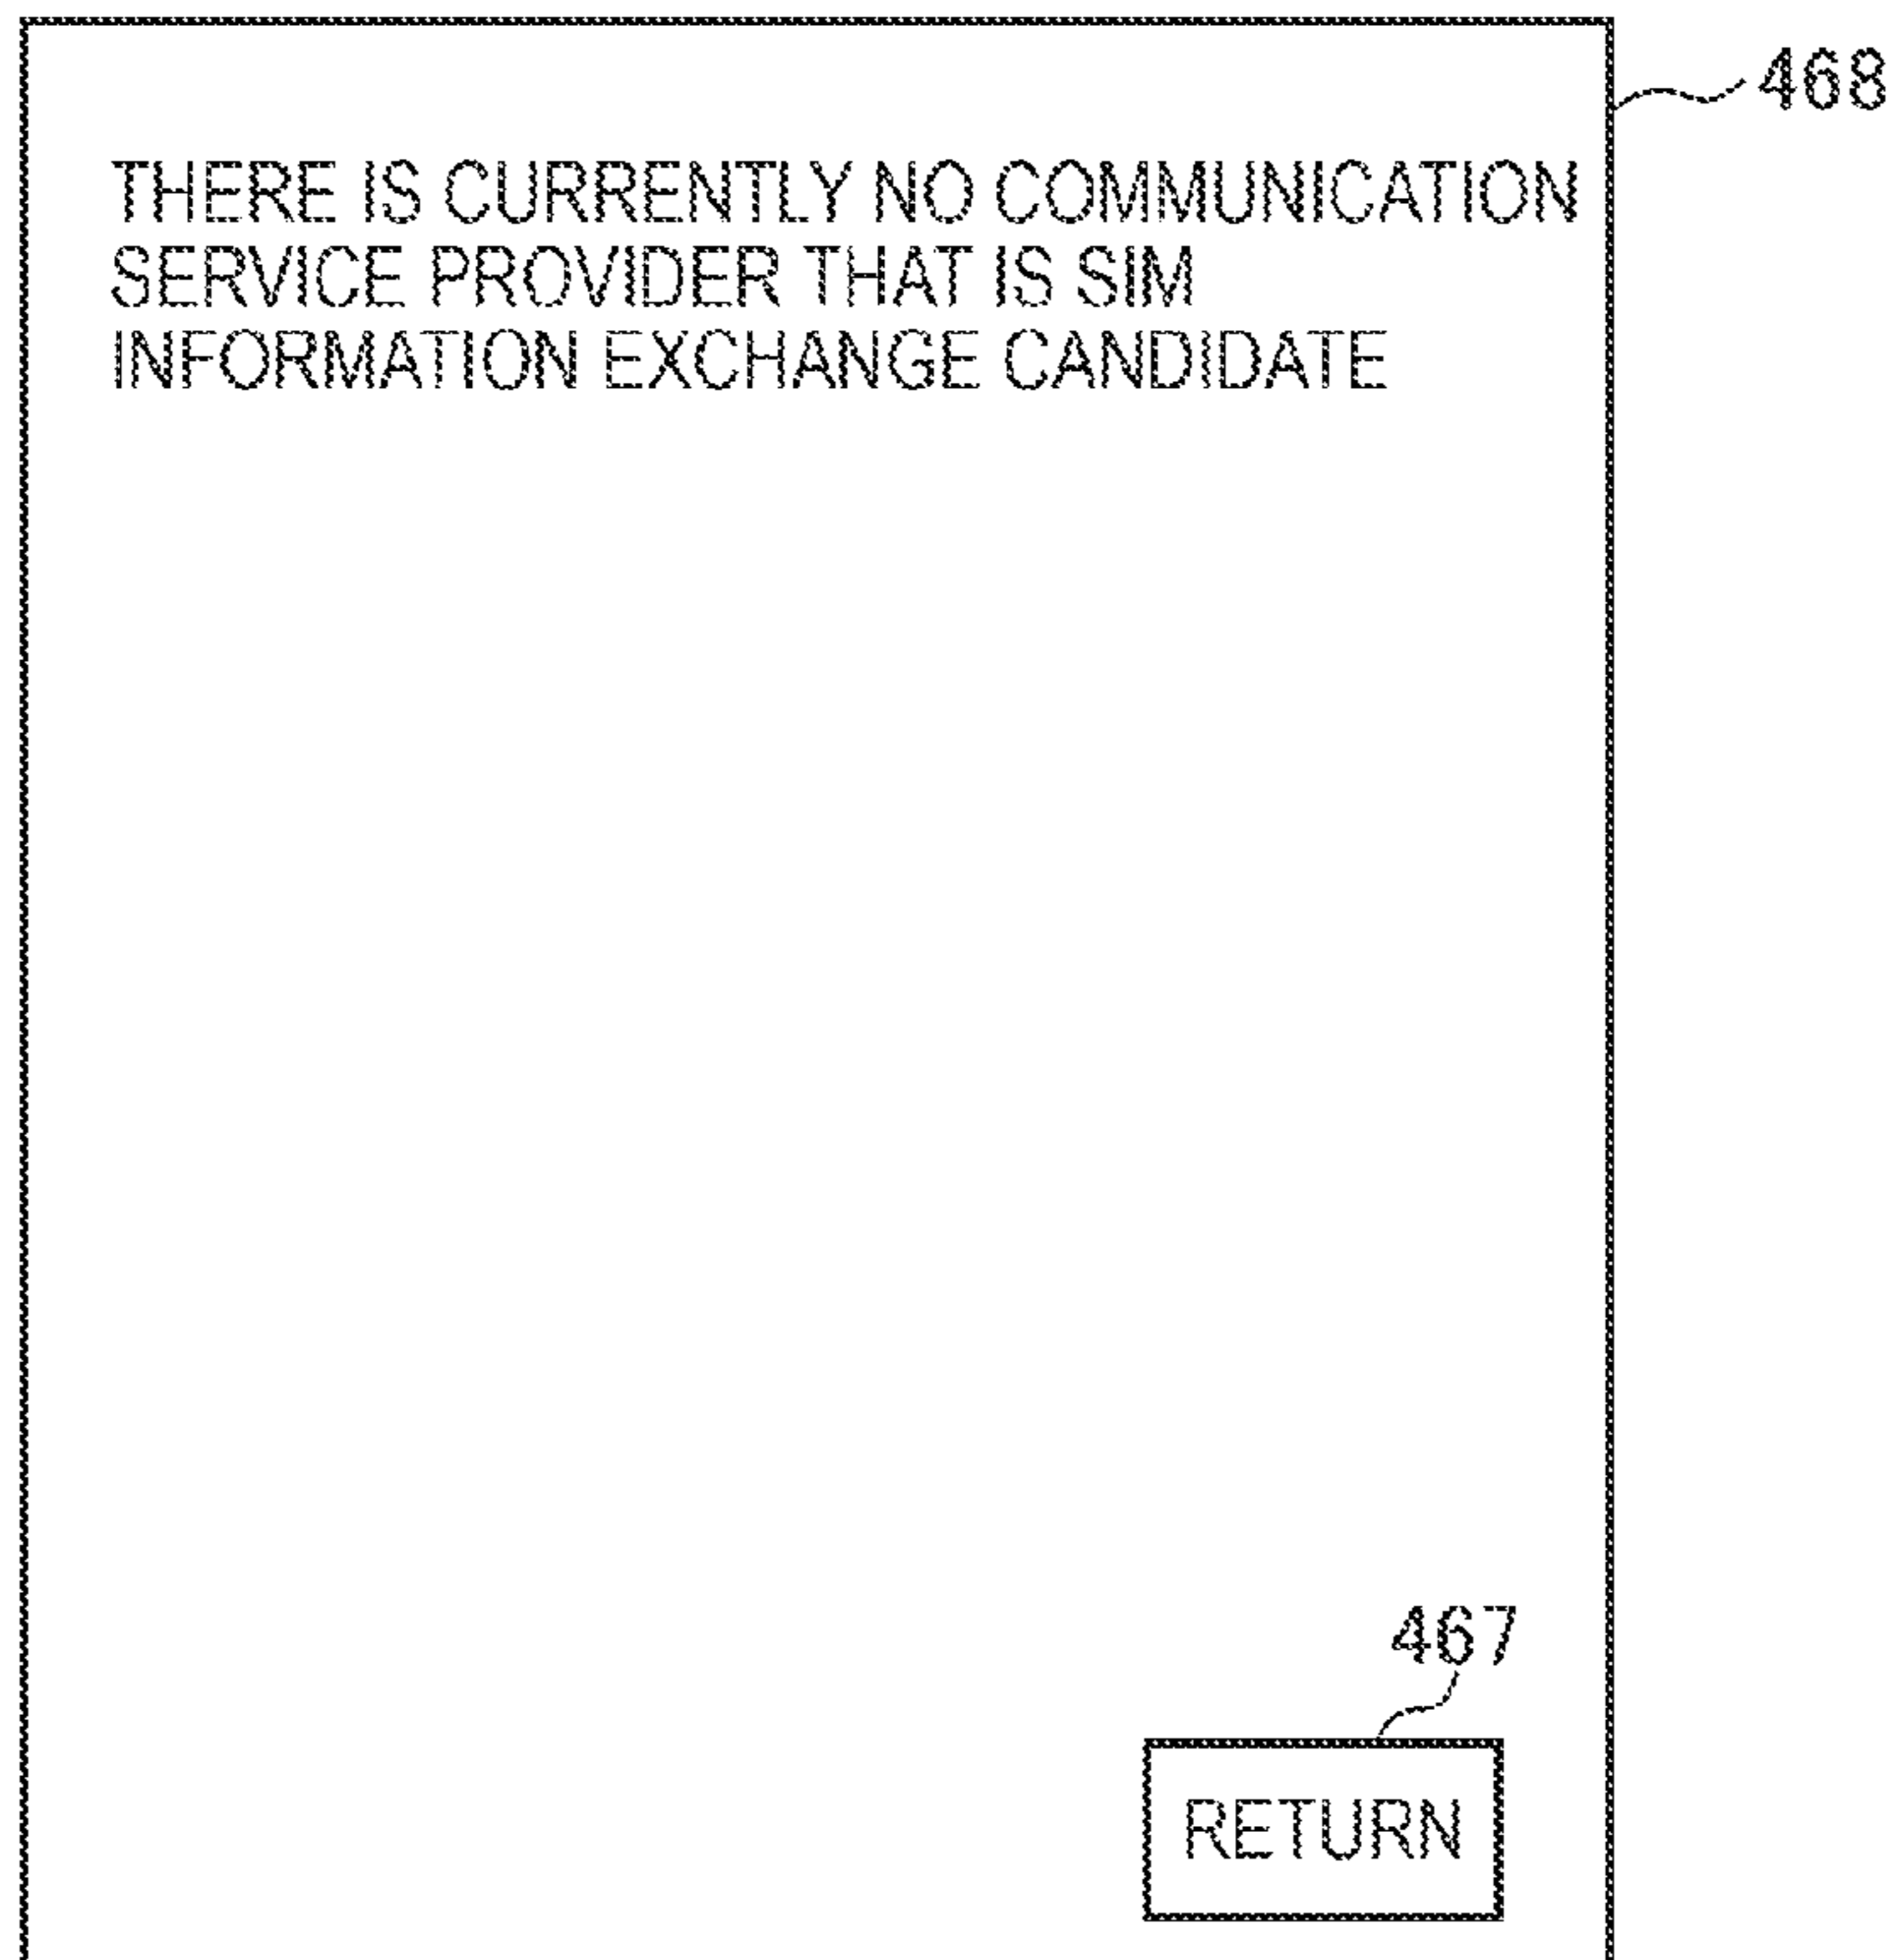 468
THERE IS CURRENTLY NO COMMUNICATION
SERVICE PROVIDER THAT IS SIM
INFORMATION EXCHANGE CANDIDATE
467
RETURN